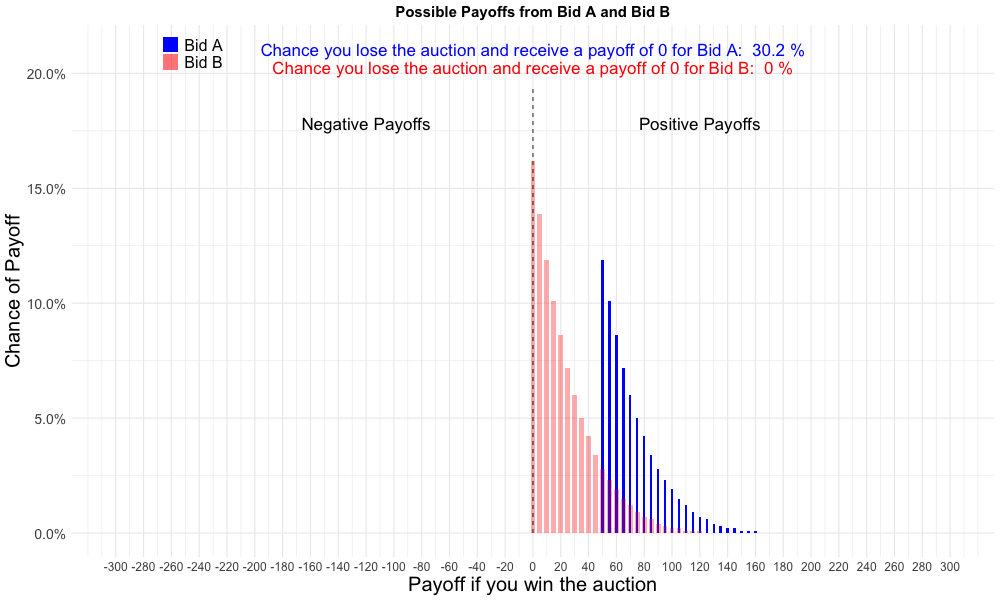 Possible Payoffs from Bid A and Bid B
Bid A
Bid B
Chance you lose the auction and receive a payoff of 0 for Bid A: 30.2 %
Chance you lose the auction and receive a payoff of 0 for Bid B: 0 %
Negative Payoffs
Positive Payoffs
Chance of Payoff
20.0%
15.0%
10.0%
5.0%
0.0%
-300 -280 -260 -240 -220 -200 -180 -160 -140 -120 -100 -80 -60 -40 -20 0 20 40 60 80 100 120 140 160 180 200 220 240 260 280 300
Payoff if you win the auction